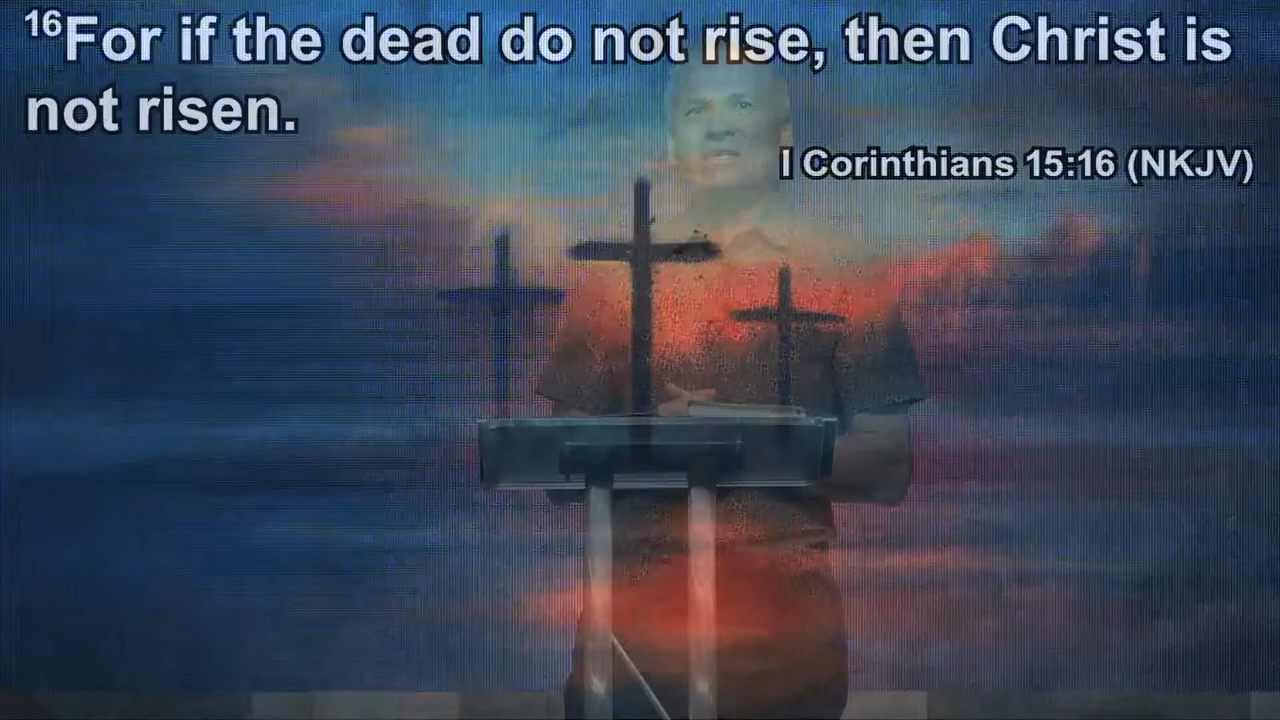 16For if the dead do not rise, then Christ is
not risen.
I Corinthians 15:16 (NKJV)